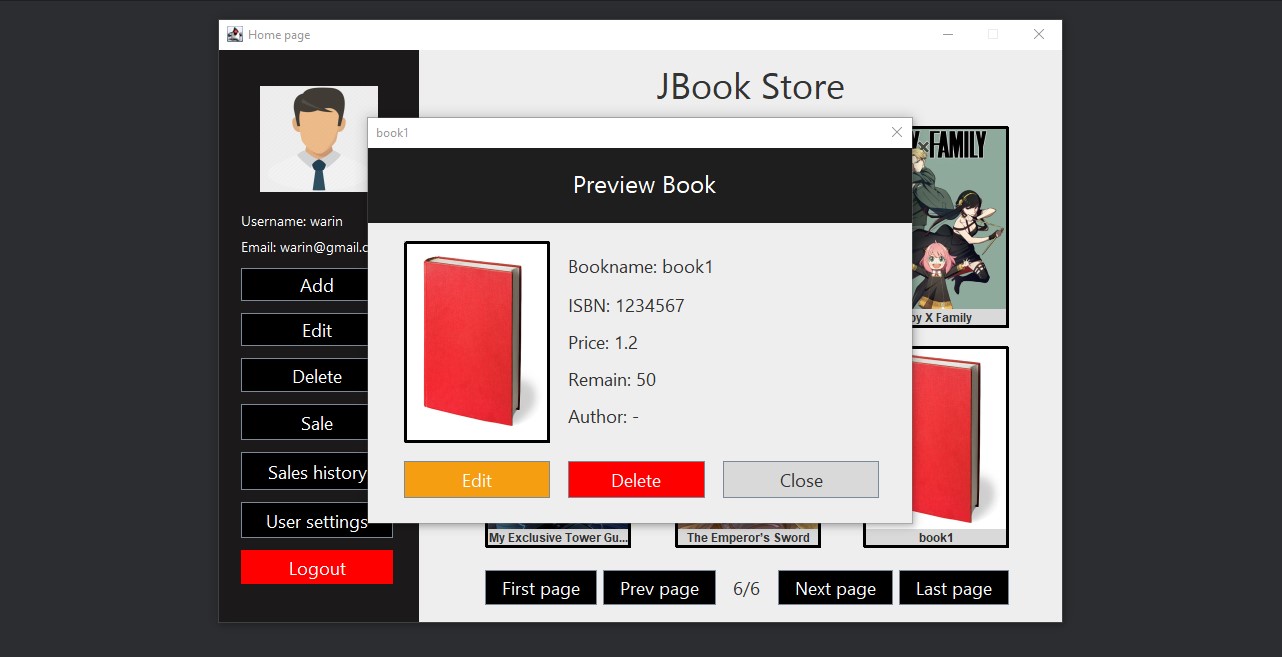 Home page
JBook Store
Username: warin
Email: warin@gmail.c
Add
Edit
Delete
Sale
Sales history
User settings
Logout
book1
Preview Book
Bookname: book1
ISBN: 1234567
Price: 1.2
Remain: 50
Author: -
Edit
Delete
Close
FAMILY
X Family
My Exclusive Tower Gu...
The Emperor's Sword
book1
First page
Prev page
6/6
Next page
Last page